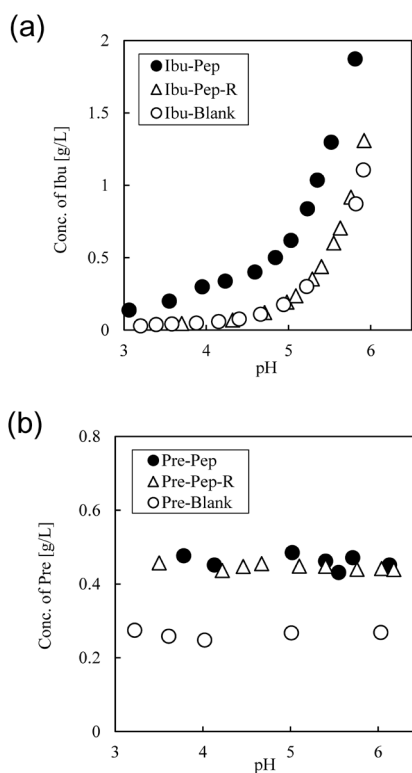 (a)
Conc. of Ibu [g/L]
2
1.5
1
0.5
0
Ibu-Pep
Ibu-Pep-R
Ibu-Blank
3 4 5 6
pH
(b)
Conc. of Pre [g/L]
0.8
0.6
0.4
0.2
0
Pre-Pep
Pre-Pep-R
Pre-Blank
3 4 5 6
pH